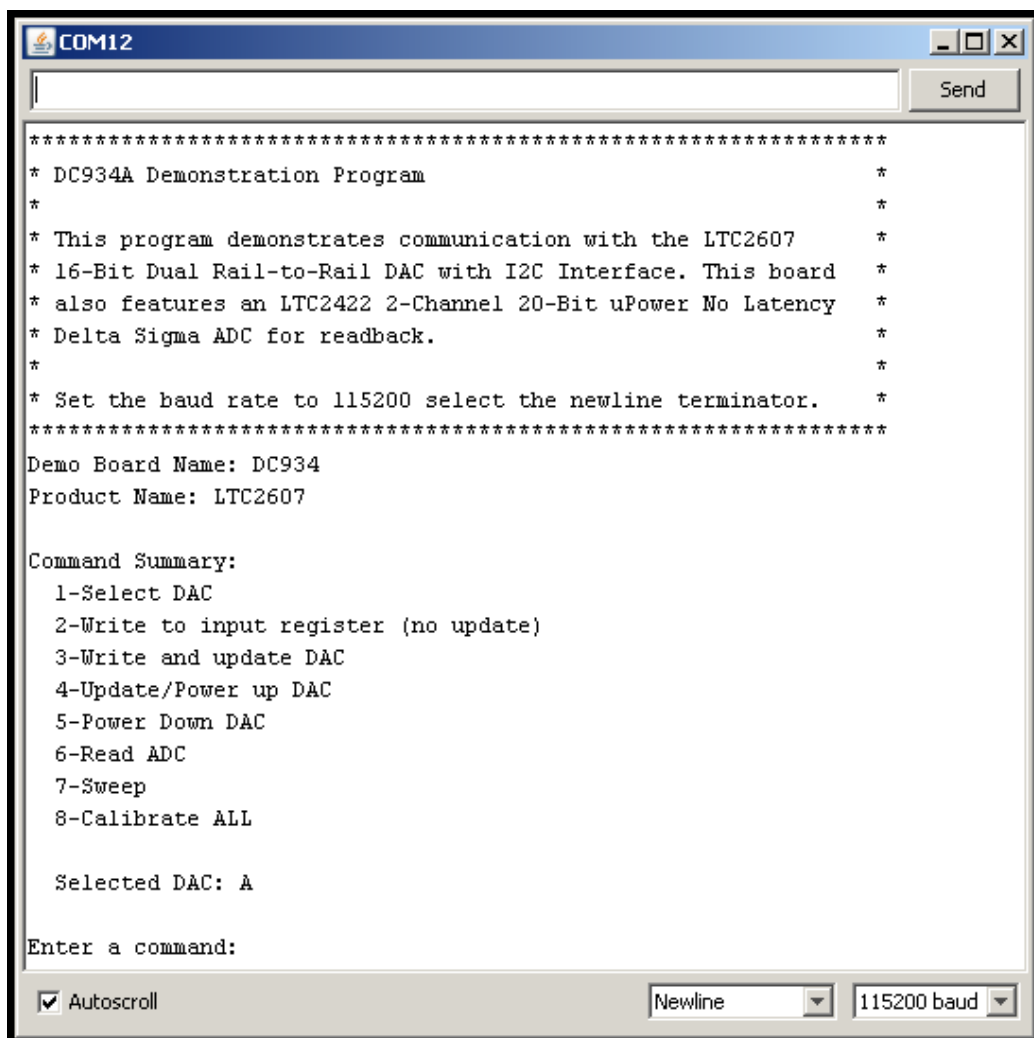 COM12
Send
*****************************************************************
* DC934A Demonstration Program *
* *
* This program demonstrates communication with the LTC2607 *
* 16-Bit Dual Rail-to-Rail DAC with I2C Interface. This board *
* also features an LTC2422 2-Channel 20-Bit uPower No Latency *
* Delta Sigma ADC for readback. *
* *
* Set the baud rate to 115200 select the newline terminator. *
*****************************************************************
Demo Board Name: DC934
Product Name: LTC2607
Command Summary:
1-Select DAC
2-Write to input register (no update)
3-Write and update DAC
4-Update/Power up DAC
5-Power Down DAC
6-Read ADC
7-Sweep
8-Calibrate ALL
Selected DAC: A
Enter a command:
Autoscroll
Newline
115200 baud